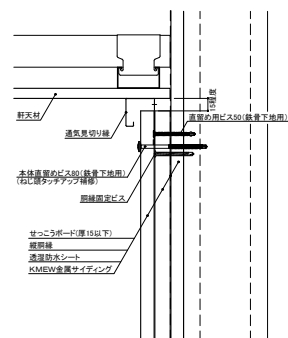 15程度
軒天材
直留め用ビス50(鉄骨下地用)
通気見切り縁
本体直留めビス80(鉄骨下地用)
(ねじ頭タッチアップ補修)
胴縁固定ビス
せっこうボード(厚15以下)
縦胴縁
透湿防水シート
KMEW金属サイディング